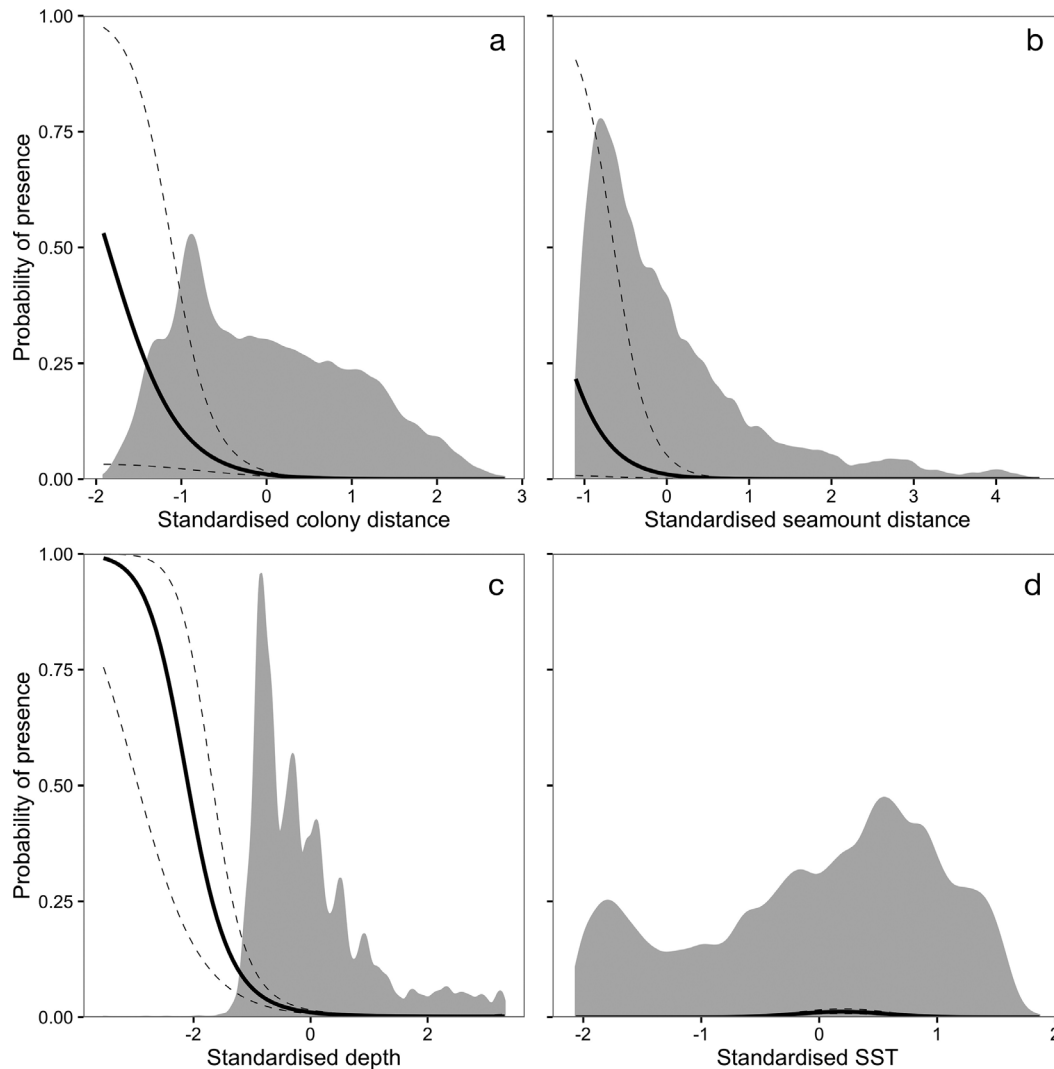 1.00
0.75
0.50
0.25
0.00
Probability of presence
a
-2 -1 0 1 2 3
Standardised colony distance
b
-1 0 1 2 3 4
Standardised seamount distance
1.00
0.75
0.50
0.25
0.00
Probability of presence
c
-2 0 2
Standardised depth
d
-2 -1 0 1 2
Standardised SST